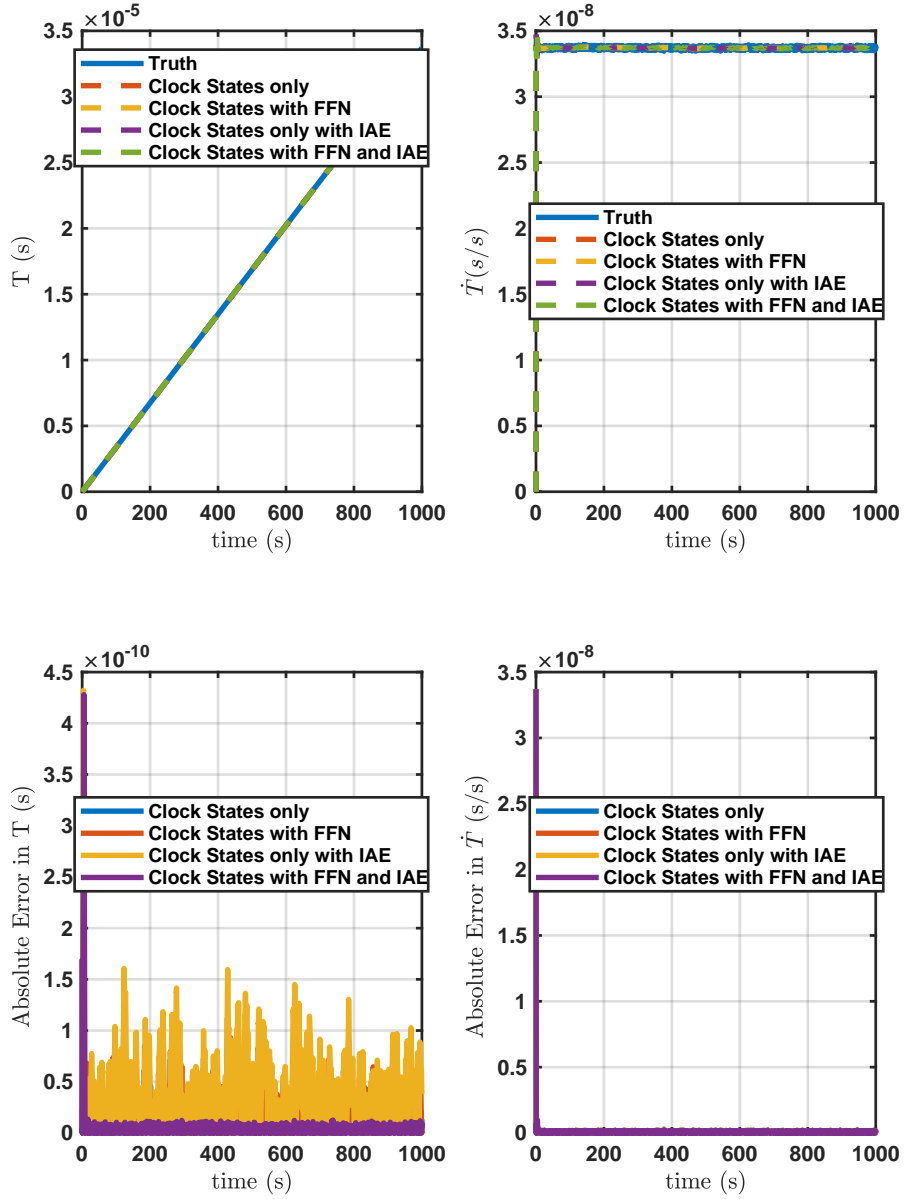 ×10-5
3.5
Truth
Clock States only
Clock States with FFN
Clock States only with IAE
Clock States with FFN and IAE
3
2.5
2
1.5
1
0.5
0
T (s)
0 200 400 600 800 1000
time (s)
×10-8
3.5
3
2.5
Truth
Clock States only
Clock States with FFN
Clock States only with IAE
Clock States with FFN and IAE
2
1.5
1
0.5
0
Ṫ(s/s)
0 200 400 600 800 1000
time (s)
×10-10
4.5
4
3.5
Clock States only
Clock States with FFN
Clock States only with IAE
Clock States with FFN and IAE
3
2.5
2
1.5
1
0.5
0
Absolute Error in T (s)
0 200 400 600 800 1000
time (s)
×10-8
3.5
3
2.5
Clock States only
Clock States with FFN
Clock States only with IAE
Clock States with FFN and IAE
2
1.5
1
0.5
0
Absolute Error in Ṫ (s/s)
0 200 400 600 800 1000
time (s)